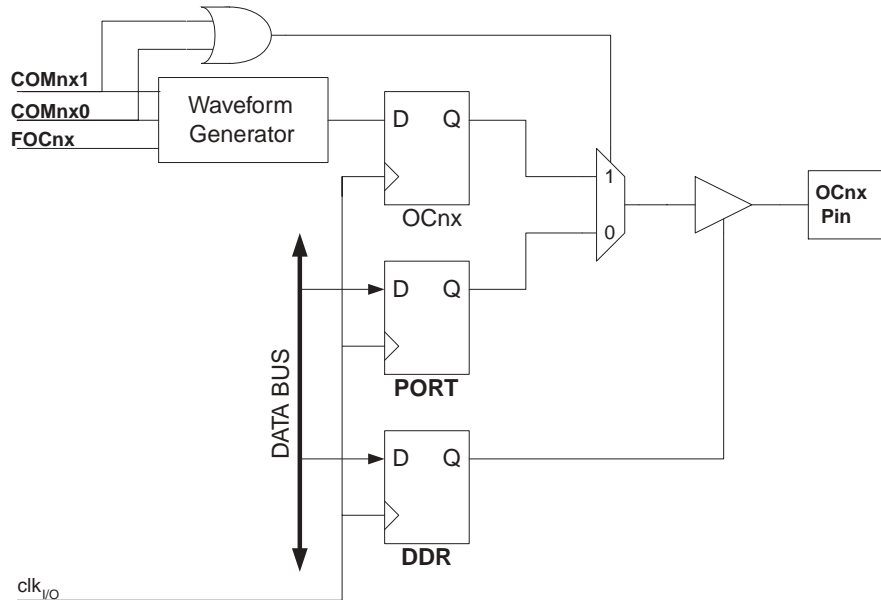 COMnx1
COMnx0
FOCnx
Waveform
Generator
D Q
OCnx
1
0
OCnx
Pin
D Q
PORT
DATA BUS
D Q
DDR
clkI/O